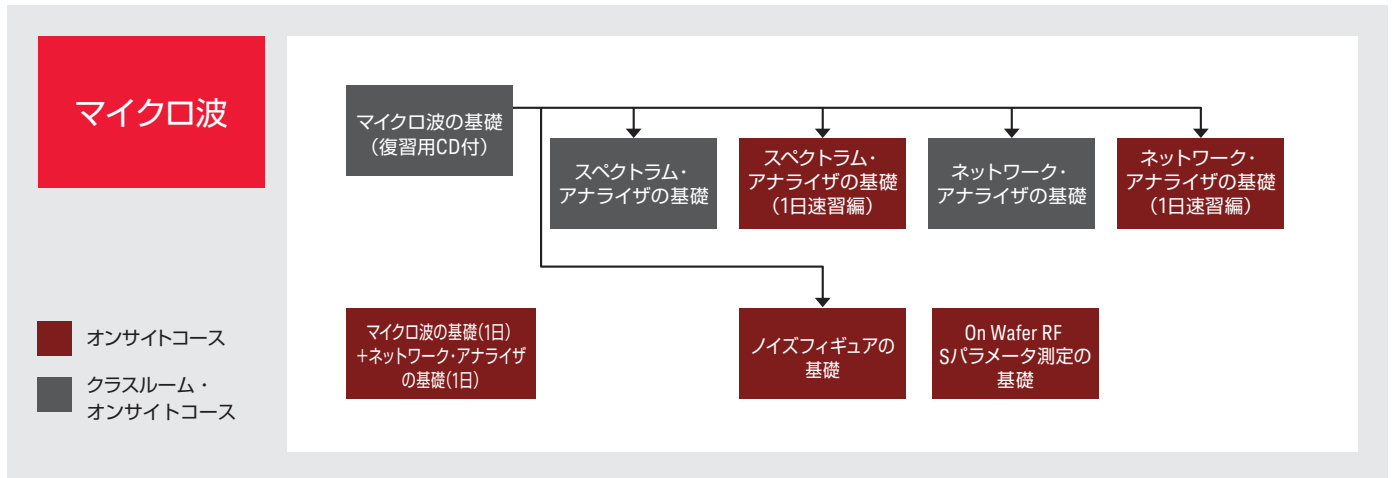 マイクロ波
マイクロ波の基礎
（復習用CD付）
スペクトラム・
アナライザの基礎
スペクトラム・
アナライザの基礎
（1日速習編）
ネットワーク・
アナライザの基礎
ネットワーク・
アナライザの基礎
（1日速習編）
オンサイトコース
クラスルーム・
オンサイトコース
マイクロ波の基礎(1日)
+ネットワーク・アナライザ
の基礎(1日)
ノイズフィギュアの
基礎
On Wafer RF
Sパラメータ測定の
基礎